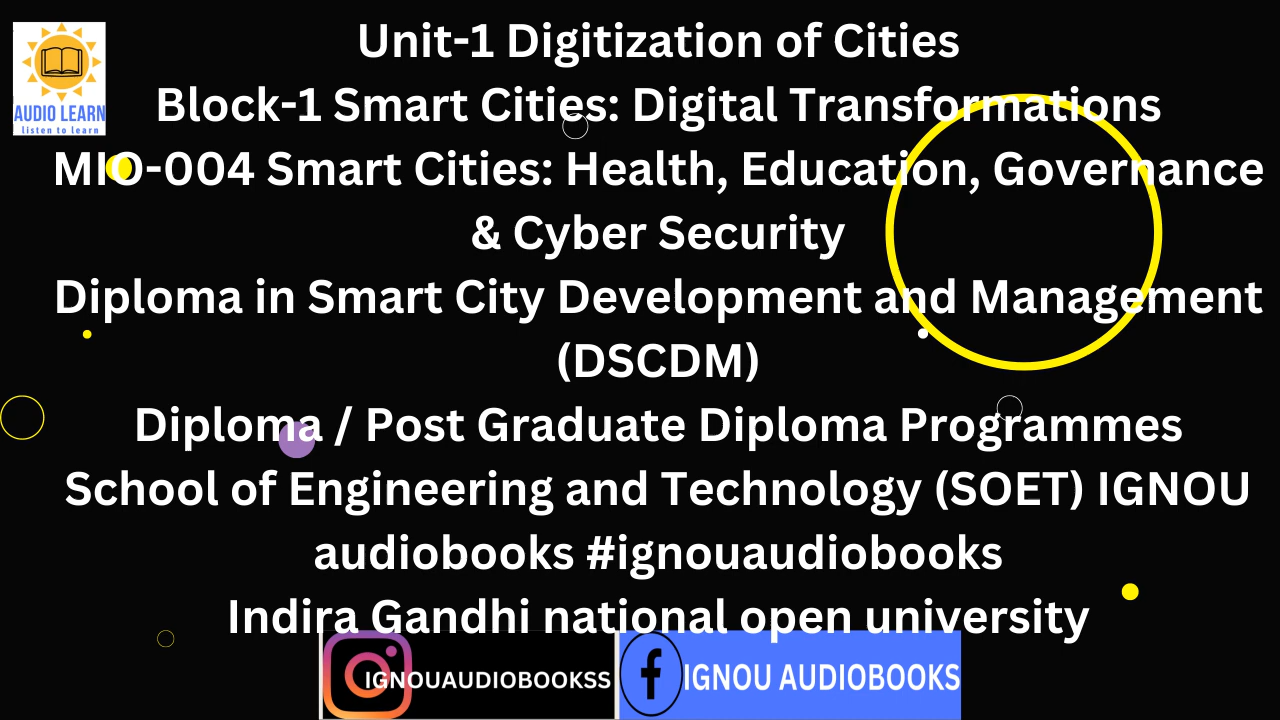 AUDIO LEARN
listen to learn
Unit-1 Digitization of Cities
Block-1 Smart Cities: Digital Transformations
MIO-004 Smart Cities: Health, Education, Governance
& Cyber Security
Diploma in Smart City Development and Management
(DSCDM)
Diploma / Post Graduate Diploma Programmes
School of Engineering and Technology (SOET) IGNOU
audiobooks #ignouaudiobooks
Indira Gandhi national open university
IGNOUAUDIOBOOKSS
IGNOU AUDIOBOOKS